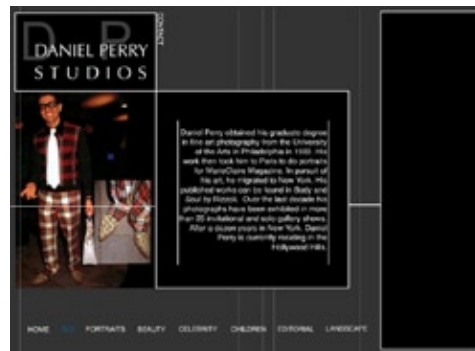 D P
DANIEL PERRY
STUDIOS
CONTACT
Daniel Perry obtained his graduate degree
in fine art photography from the University
of the Arts in Philadelphia in His
work then took him to Paris to do portraits
for MarieClaire Magazine. In pursuit of
his art, he migrated to New York. His
published works can be found in Body and
Soul by Over the last decade his
photographs have been exhibited in more
than 25 invitational and solo gallery shows.
After a dozen years in New York, Daniel
Perry is currently residing in the
Hollywood Hills.
HOME BIO PORTRAITS BEAUTY CELEBRITY CHILDREN EDITORIAL LANDSCAPE